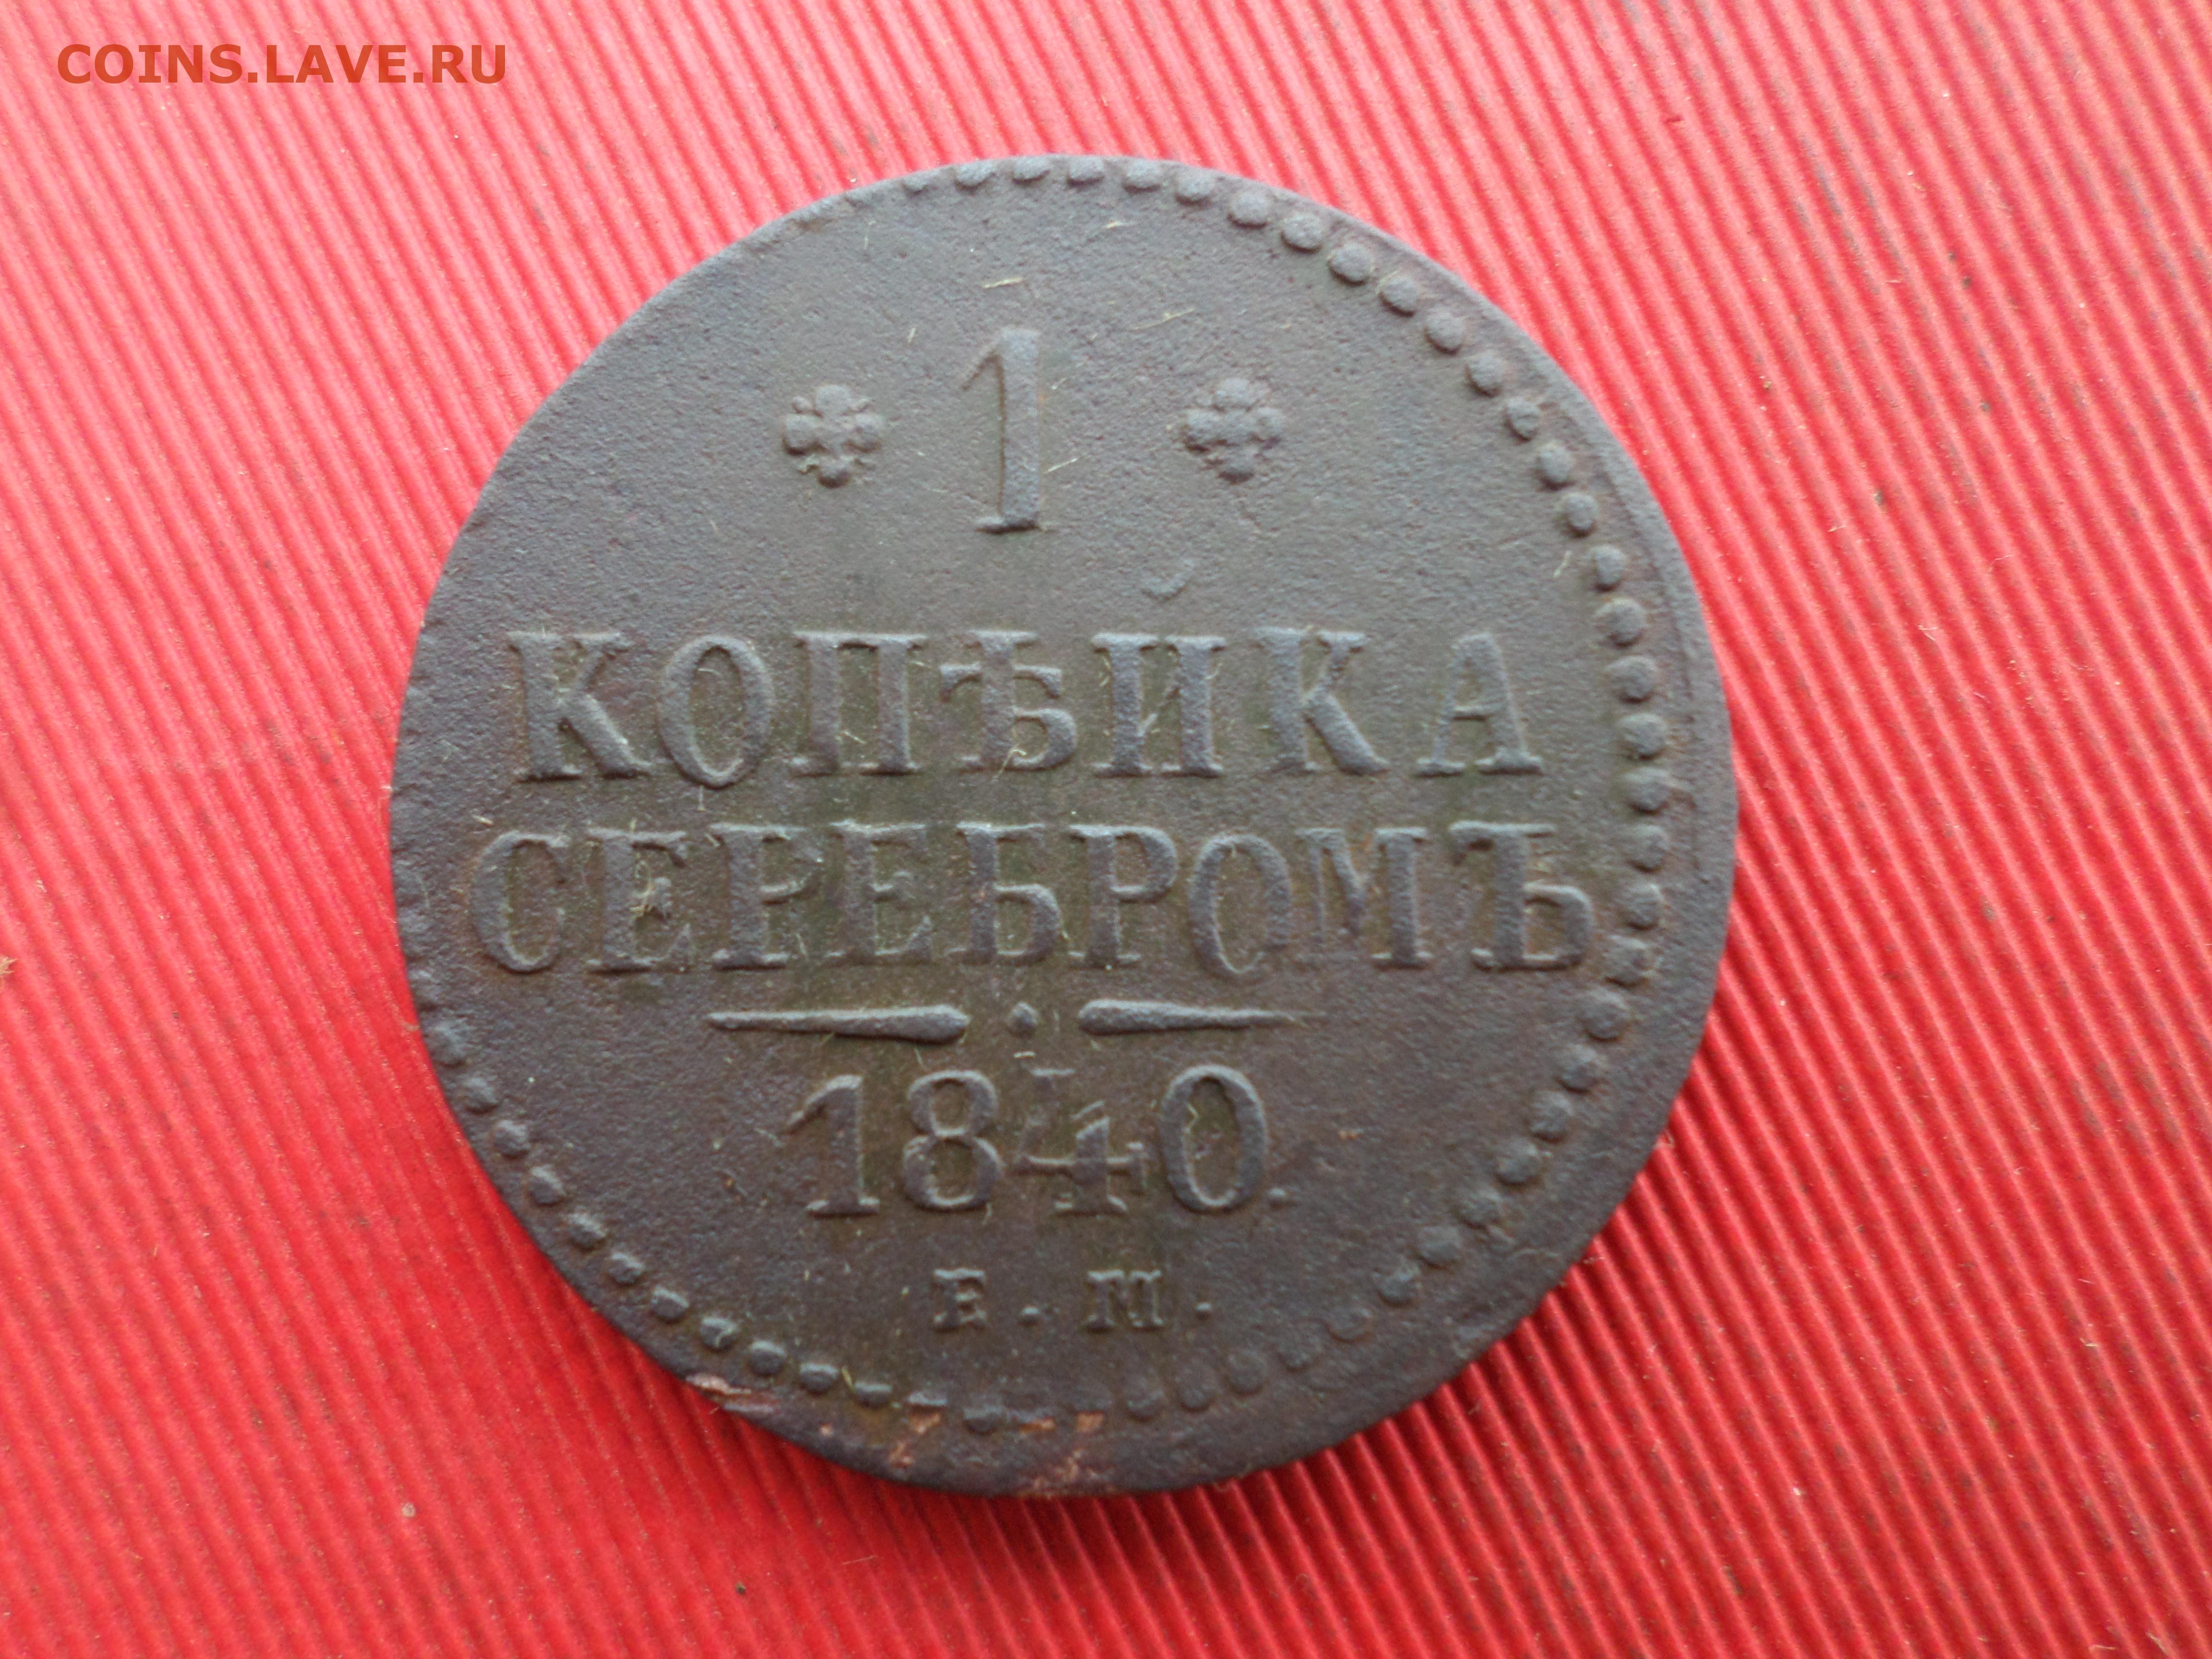 COINS.LAVE.RU
1
КОПѢЙКА
СЕРЕБРОМЪ
1840.
Е. М.